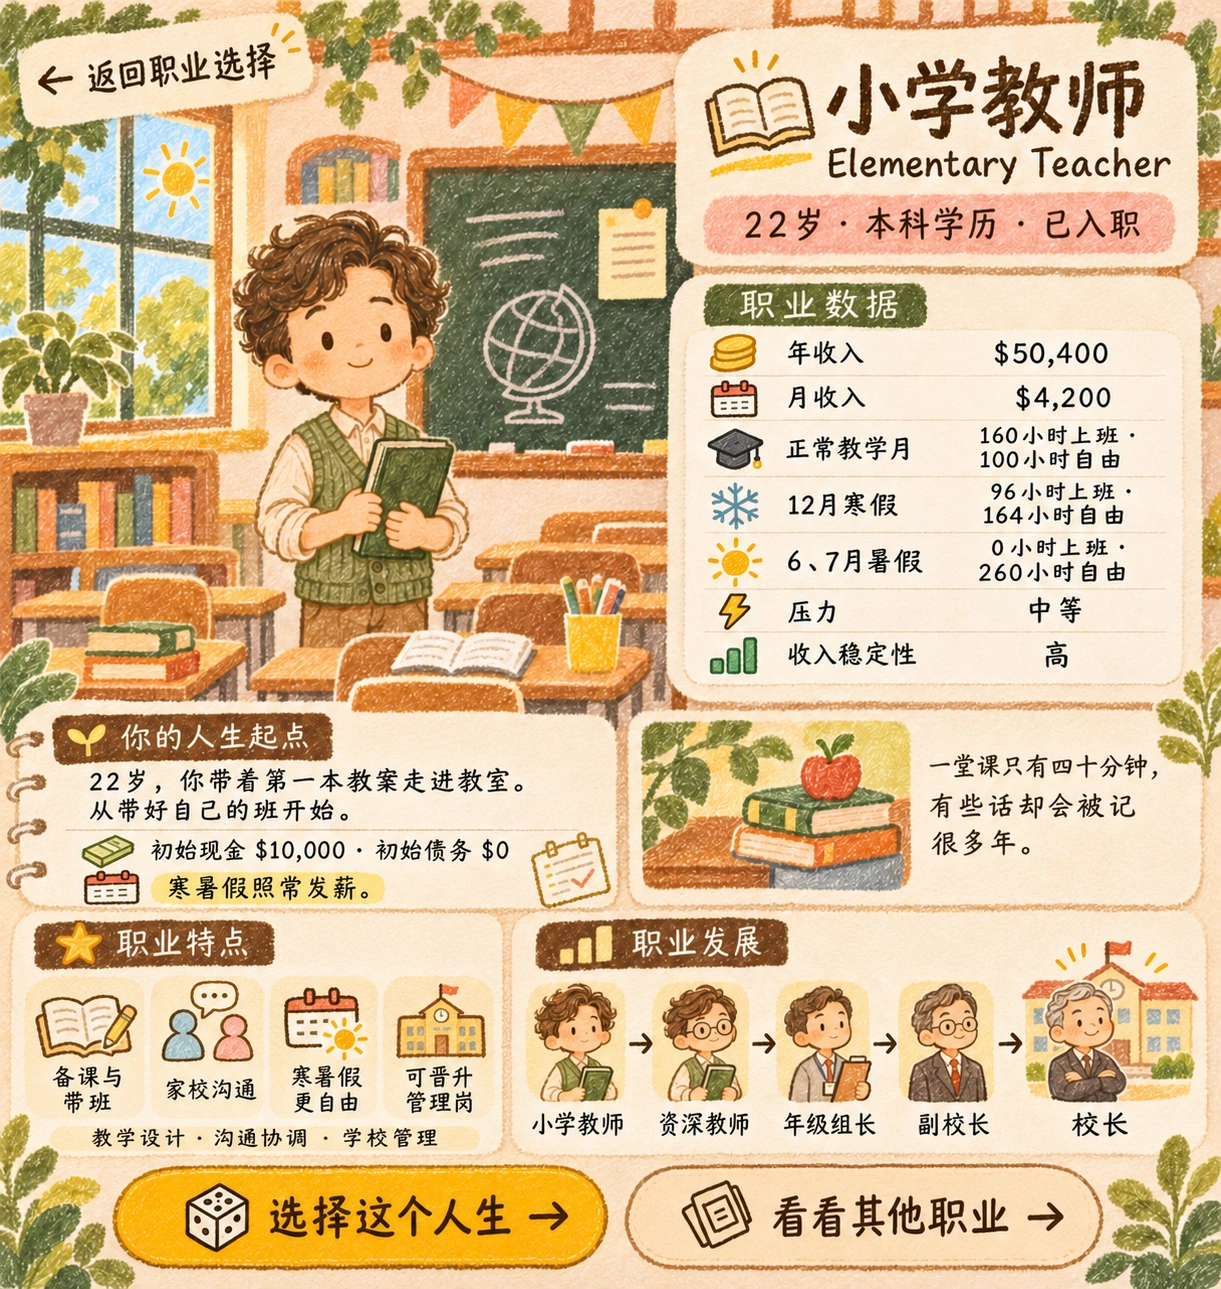 ← 返回职业选择
小学教师
Elementary Teacher
22岁 · 本科学历 · 已入职
职业数据
年收入 $50,400
月收入 $4,200
正常教学月 160小时上班 ·
100小时自由
12月寒假 96小时上班 ·
164小时自由
6、7月暑假 0小时上班 ·
260小时自由
压力 中等
收入稳定性 高
你的人生起点
22岁，你带着第一本教案走进教室。
从带好自己的班开始。
初始现金 $10,000 · 初始债务 $0
寒暑假照常发薪。
一堂课只有四十分钟，
有些话却会被记
很多年。
职业特点
备课与
带班
家校沟通
寒暑假
更自由
可晋升
管理岗
教学设计 · 沟通协调 · 学校管理
职业发展
小学教师 → 资深教师 → 年级组长 → 副校长 → 校长
选择这个人生 →
看看其他职业 →